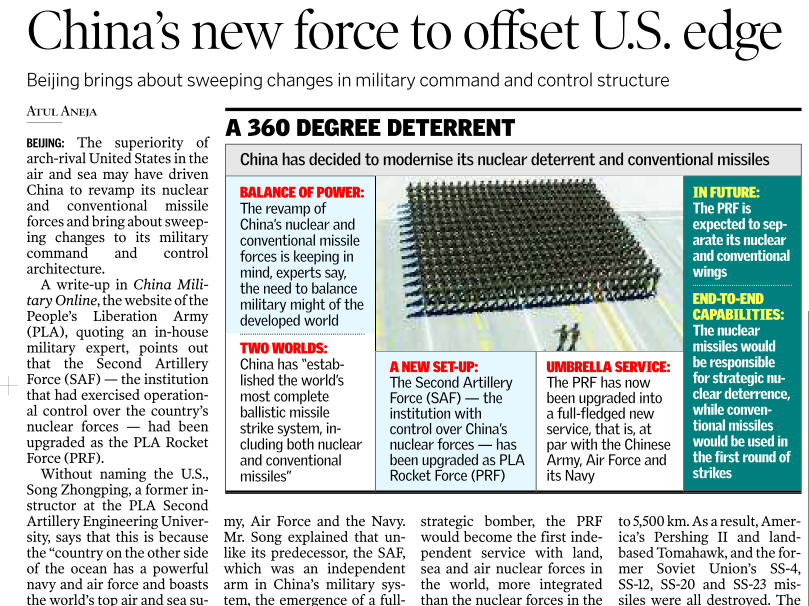 China's new force to offset U.S. edge
Beijing brings about sweeping changes in military command and control structure
ATUL ANEJA
BEIJING: The superiority of
arch-rival United States in the
air and sea may have driven
China to revamp its nuclear
and conventional missile
forces and bring about sweep-
ing changes to its military
command and control
architecture.
A write-up in China Mili-
tary Online, the website of the
People's Liberation Army
(PLA), quoting an in-house
military expert, points out
that the Second Artillery
Force (SAF) — the institution
that had exercised operation-
al control over the country's
nuclear forces — had been
upgraded as the PLA Rocket
Force (PRF).
Without naming the U.S.,
Song Zhongping, a former in-
structor at the PLA Second
Artillery Engineering Univer-
sity, says that this is because
the “country on the other side
of the ocean has a powerful
navy and air force and boasts
the world's top air and sea su-
A 360 DEGREE DETERRENT
China has decided to modernise its nuclear deterrent and conventional missiles
BALANCE OF POWER:
The revamp of
China's nuclear and
conventional missile
forces is keeping in
mind, experts say,
the need to balance
military might of the
developed world
TWO WORLDS:
China has “estab-
lished the world's
most complete
ballistic missile
strike system, in-
cluding both nuclear
and conventional
missiles”
A NEW SET-UP:
The Second Artillery
Force (SAF) — the
institution with
control over China's
nuclear forces — has
been upgraded as PLA
Rocket Force (PRF)
UMBRELLA SERVICE:
The PRF has now
been upgraded into
a full-fledged new
service, that is, at
par with the Chinese
Army, Air Force and
its Navy
IN FUTURE:
The PRF is
expected to sep-
arate its nuclear
and conventional
wings
END-TO-END
CAPABILITIES:
The nuclear
missiles would
be responsible
for strategic nu-
clear deterrence,
while conven-
tional missiles
would be used in
the first round of
strikes
my, Air Force and the Navy.
Mr. Song explained that un-
like its predecessor, the SAF,
which was an independent
arm in China's military sys-
tem, the emergence of a full-
strategic bomber, the PRF
would become the first inde-
pendent service with land,
sea and air nuclear forces in
the world, more integrated
than the nuclear forces in the
to 5,500 km. As a result, Amer-
ica's Pershing II and land-
based Tomahawk, and the for-
mer Soviet Union's SS-4,
SS-12, SS-20 and SS-23 mis-
siles were all destroyed. The